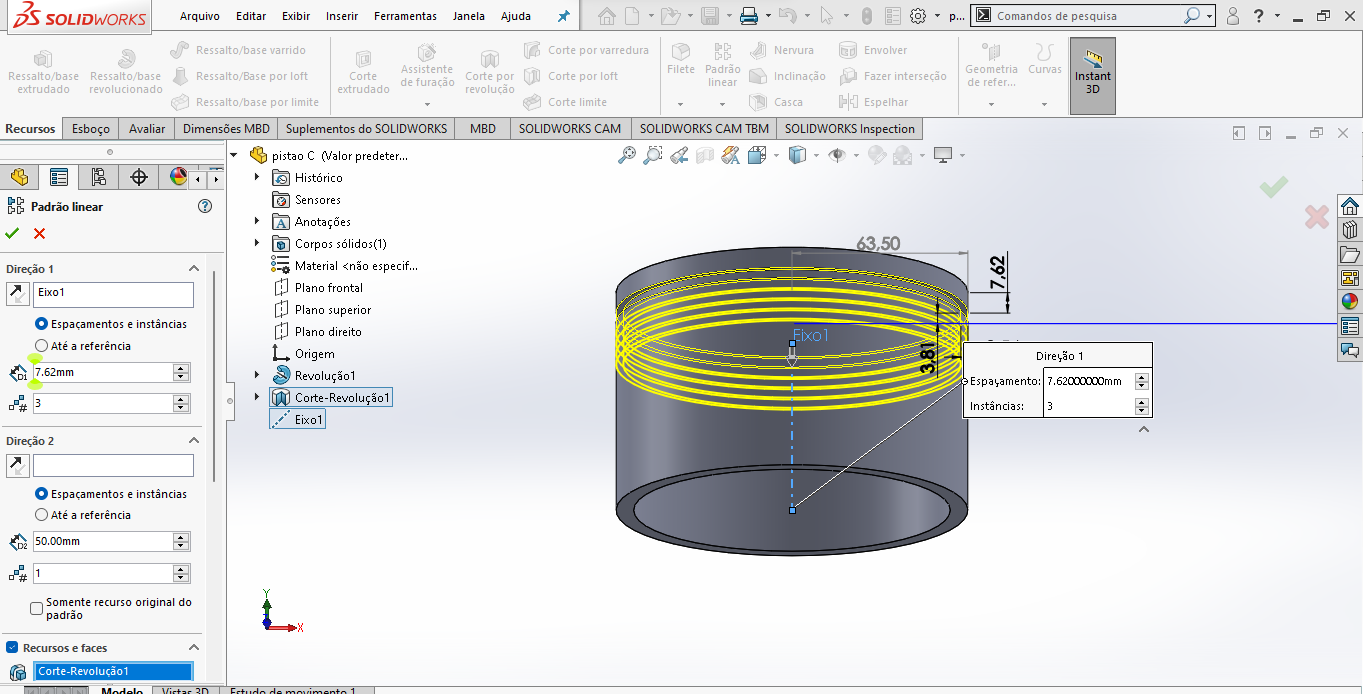 SOLIDWORKS
Arquivo Editar Exibir Inserir Ferramentas Janela Ajuda
p...
Comandos de pesquisa
Ressalto/base extrudado
Ressalto/base revolucionado
Ressalto/base varrido
Ressalto/Base por loft
Ressalto/base por limite
Corte extrudado
Assistente de furação
Corte por revolução
Corte por varredura
Corte por loft
Corte limite
Filete
Padrão linear
Nervura
Inclinação
Casca
Envolver
Fazer interseção
Espelhar
Geometria de refer...
Curvas
Instant 3D
Recursos Esboço Avaliar Dimensões MBD Suplementos do SOLIDWORKS MBD SOLIDWORKS CAM SOLIDWORKS CAM TBM SOLIDWORKS Inspection
Padrão linear
Direção 1
Eixo1
Espaçamentos e instâncias
Até a referência
D1
7.62mm
#
3
Direção 2
Espaçamentos e instâncias
Até a referência
D2
50.00mm
#
1
Somente recurso original do
padrão
Recursos e faces
Corte-Revolução1
pistao C (Valor predeter...
Histórico
Sensores
Anotações
Corpos sólidos(1)
Material <não especif...
Plano frontal
Plano superior
Plano direito
Origem
Revolução1
Corte-Revolução1
Eixo1
63,50
7,62
Eixo1
3,81
Direção 1
Espaçamento: 7.62000000mm
Instâncias: 3
Y
X
Modelo Vistas 3D Estudo de movimento 1